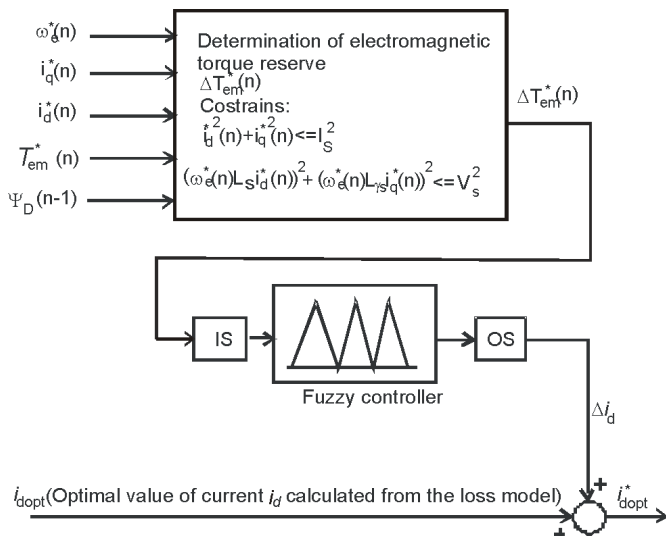 ω*e(n)
i*q(n)
i*d(n)
T*em (n)
ΨD(n-1)
Determination of electromagnetic
torque reserve
ΔT*em(n)
Costrains:
i*d²(n)+i*q²(n)<=IS²
(ω*e(n)LSi*d(n))²+(ω*e(n)Lγsi*q(n))²<=Vs²
ΔT*em(n)
IS
OS
Fuzzy controller
Δid
+
idopt(Optimal value of current id calculated from the loss model)
i*dopt
+